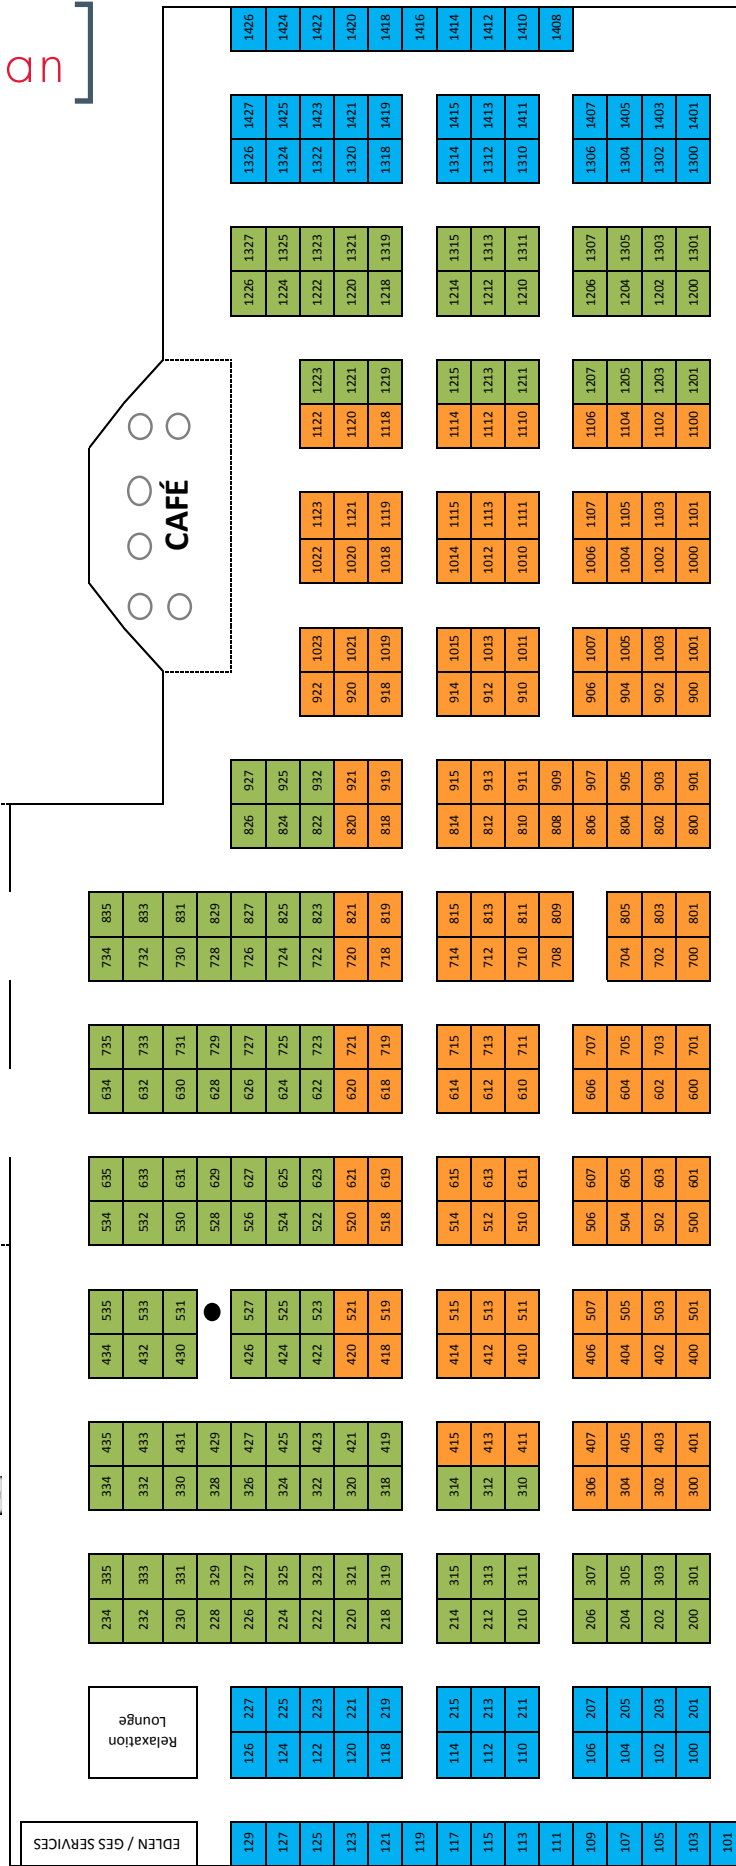 an
1426 1424 1422 1420 1418 1416 1414 1412 1410 1408
1427 1425 1423 1421 1419 1415 1413 1411 1407 1405 1403 1401
1326 1324 1322 1320 1318 1314 1312 1310 1306 1304 1302 1300
1327 1325 1323 1321 1319 1315 1313 1311 1307 1305 1303 1301
1226 1224 1222 1220 1218 1214 1212 1210 1206 1204 1202 1200
1223 1221 1219 1215 1213 1211 1207 1205 1203 1201
1122 1120 1118 1114 1112 1110 1106 1104 1102 1100
CAFÉ
1123 1121 1119 1115 1113 1111 1107 1105 1103 1101
1022 1020 1018 1014 1012 1010 1006 1004 1002 1000
1023 1021 1019 1015 1013 1011 1007 1005 1003 1001
922 920 918 914 912 910 906 904 902 900
927 925 932 921 919 915 913 911 909 907 905 903 901
826 824 822 820 818 814 812 810 808 806 804 802 800
835 833 831 829 827 825 823 821 819 815 813 811 809 805 803 801
734 732 730 728 726 724 722 720 718 714 712 710 708 704 702 700
735 733 731 729 727 725 723 721 719 715 713 711 707 705 703 701
634 632 630 628 626 624 622 620 618 614 612 610 606 604 602 600
635 633 631 629 627 625 623 621 619 615 613 611 607 605 603 601
534 532 530 528 526 524 522 520 518 514 512 510 506 504 502 500
535 533 531 527 525 523 521 519 515 513 511 507 505 503 501
434 432 430 426 424 422 420 418 414 412 410 406 404 402 400
435 433 431 429 427 425 423 421 419 415 413 411 407 405 403 401
334 332 330 328 326 324 322 320 318 314 312 310 306 304 302 300
335 333 331 329 327 325 323 321 319 315 313 311 307 305 303 301
234 232 230 228 226 224 222 220 218 214 212 210 206 204 202 200
Relaxation
Lounge
227 225 223 221 219 215 213 211 207 205 203 201
126 124 122 120 118 114 112 110 106 104 102 100
EDLEN / GES SERVICES
129 127 125 123 121 119 117 115 113 111 109 107 105 103 101